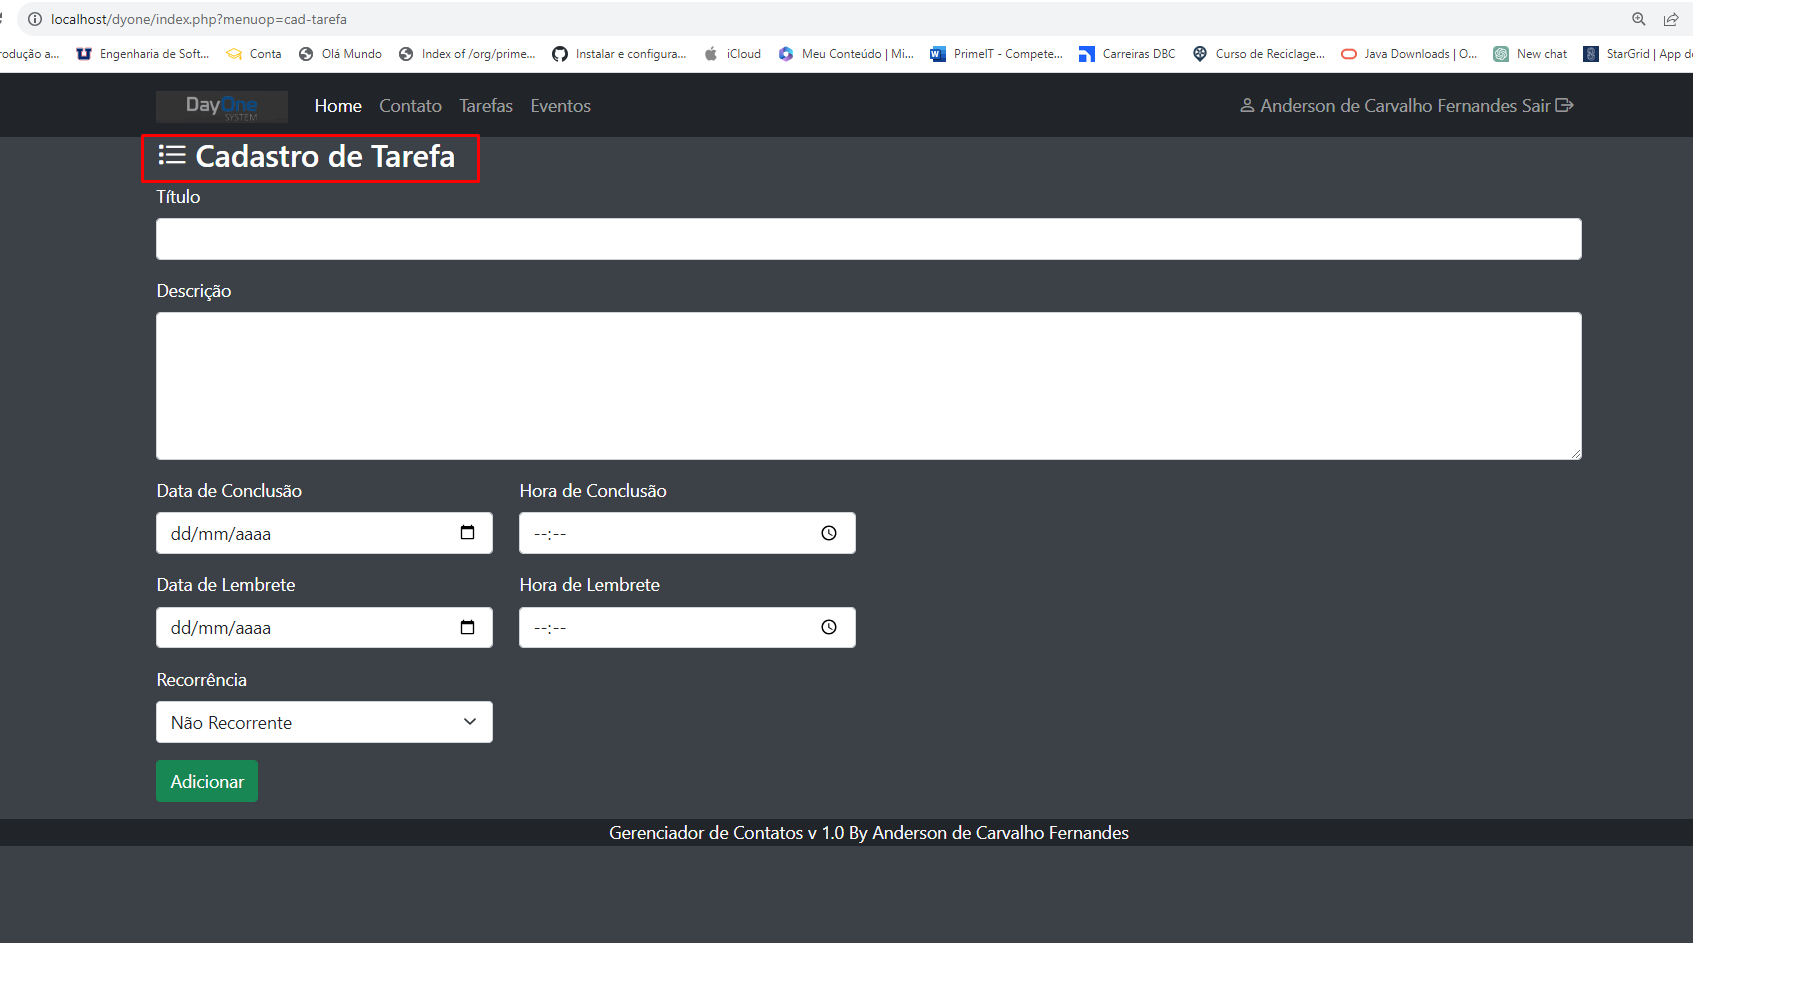 localhost/dyone/index.php?menuop=cad-tarefa
rodução a... Engenharia de Soft... Conta Olá Mundo Index of /org/prime... Instalar e configura... iCloud Meu Conteúdo | Mi... PrimeIT - Compete... Carreiras DBC Curso de Reciclage... Java Downloads | O... New chat StarGrid | App de
DayOne SYSTEM Home Contato Tarefas Eventos Anderson de Carvalho Fernandes Sair
Cadastro de Tarefa
Título
Descrição
Data de Conclusão Hora de Conclusão
dd/mm/aaaa --:--
Data de Lembrete Hora de Lembrete
dd/mm/aaaa --:--
Recorrência
Não Recorrente
Adicionar
Gerenciador de Contatos v 1.0 By Anderson de Carvalho Fernandes